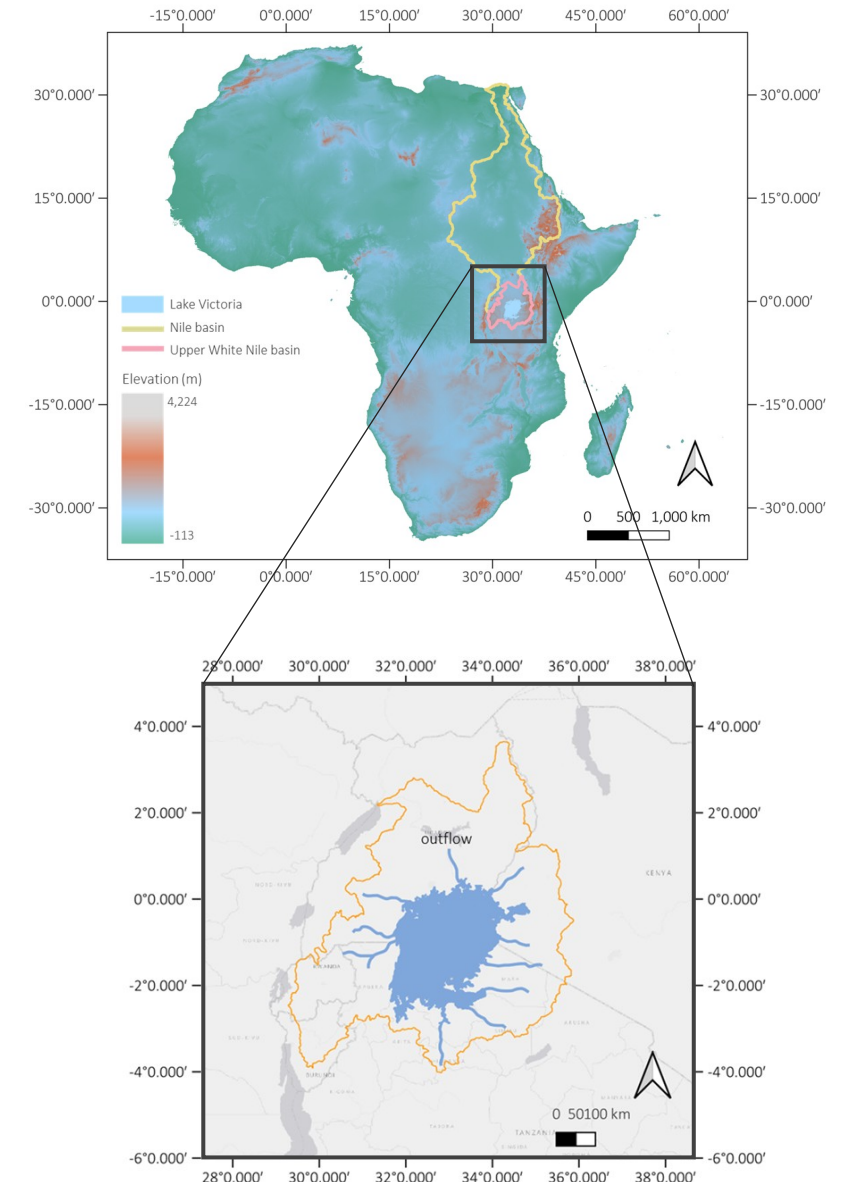 -15°0.000′ 0°0.000′ 15°0.000′ 30°0.000′ 45°0.000′ 60°0.000′
30°0.000′ 30°0.000′
15°0.000′ 15°0.000′
0°0.000′ 0°0.000′
Lake Victoria
Nile basin
Upper White Nile basin
Elevation (m)
4,224
-15°0.000′ -15°0.000′
-30°0.000′ -30°0.000′
0 500 1,000 km
-113
-15°0.000′ 0°0.000′ 15°0.000′ 30°0.000′ 45°0.000′ 60°0.000′
28°0.000′ 30°0.000′ 32°0.000′ 34°0.000′ 36°0.000′ 38°0.000′
4°0.000′ 4°0.000′
2°0.000′ 2°0.000′
outflow
KENYA
0°0.000′ 0°0.000′
-2°0.000′ -2°0.000′
-4°0.000′ -4°0.000′
BURUNDI
0 50100 km
TANZANIA
-6°0.000′ -6°0.000′
28°0.000′ 30°0.000′ 32°0.000′ 34°0.000′ 36°0.000′ 38°0.000′